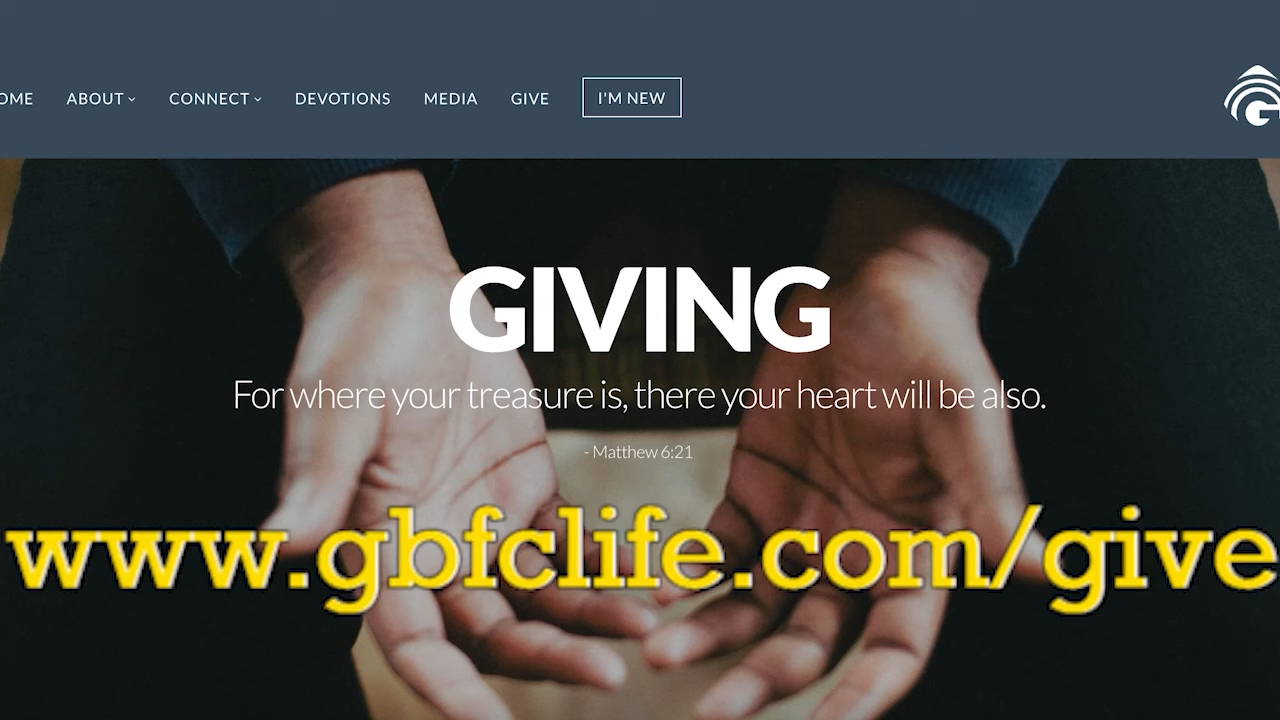 OME ABOUT CONNECT DEVOTIONS MEDIA GIVE I'M NEW
G
GIVING
For where your treasure is, there your heart will be also.
- Matthew 6:21
www.gbfclife.com/give